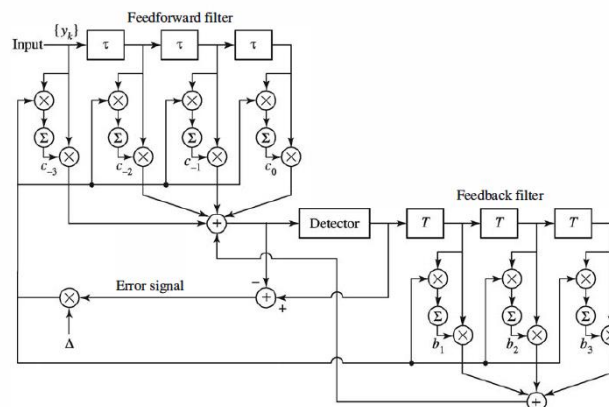 Feedforward filter
{y_k}
Input
τ τ τ
× × × ×
Σ Σ Σ Σ
c_{-3} × c_{-2} × c_{-1} × c_0 ×
Feedback filter
+ Detector T T T
× × ×
Error signal
− +
× + Σ Σ Σ
Δ b_1 × b_2 × b_3 ×
+